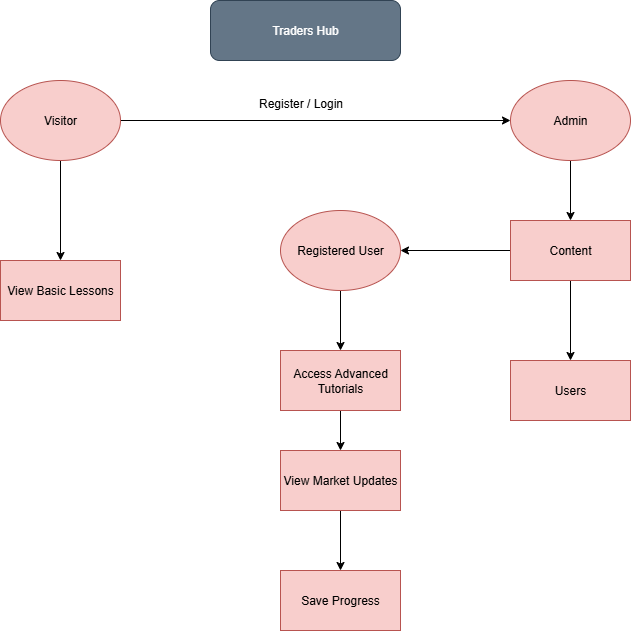 Traders Hub
Register / Login
Visitor
Admin
Registered User
Content
View Basic Lessons
Access Advanced
Tutorials
Users
View Market Updates
Save Progress